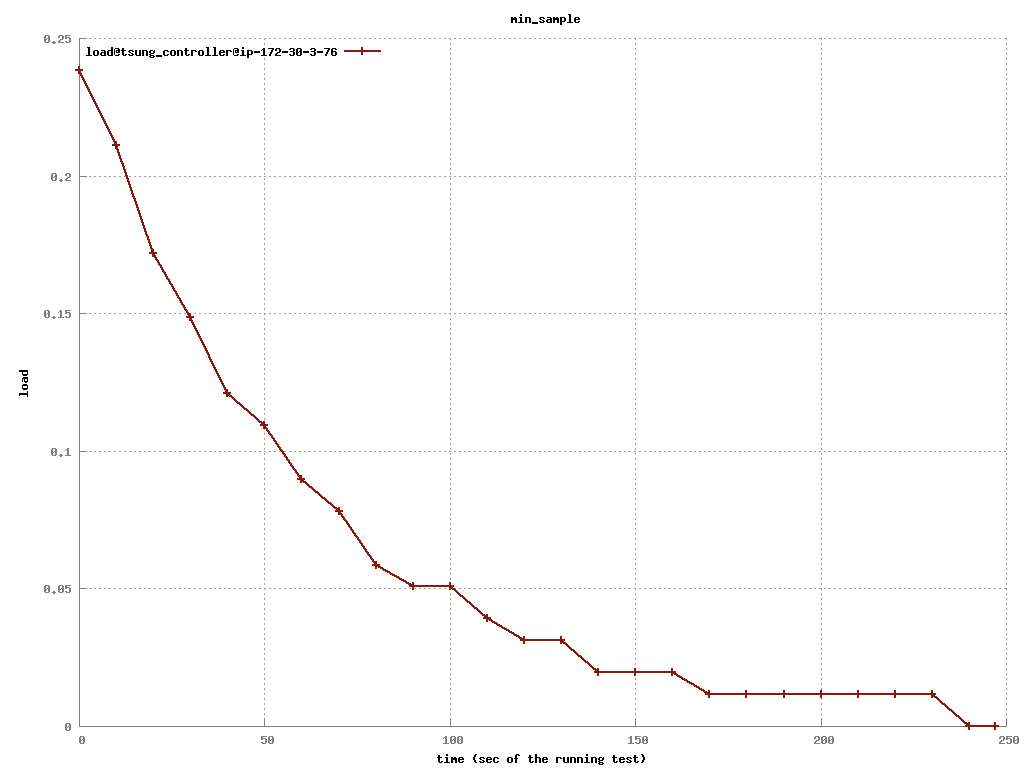 min_sample
0.25
load@tsung_controller@ip-172-30-3-76
0.2
0.15
load
0.1
0.05
0
0 50 100 150 200 250
time (sec of the running test)